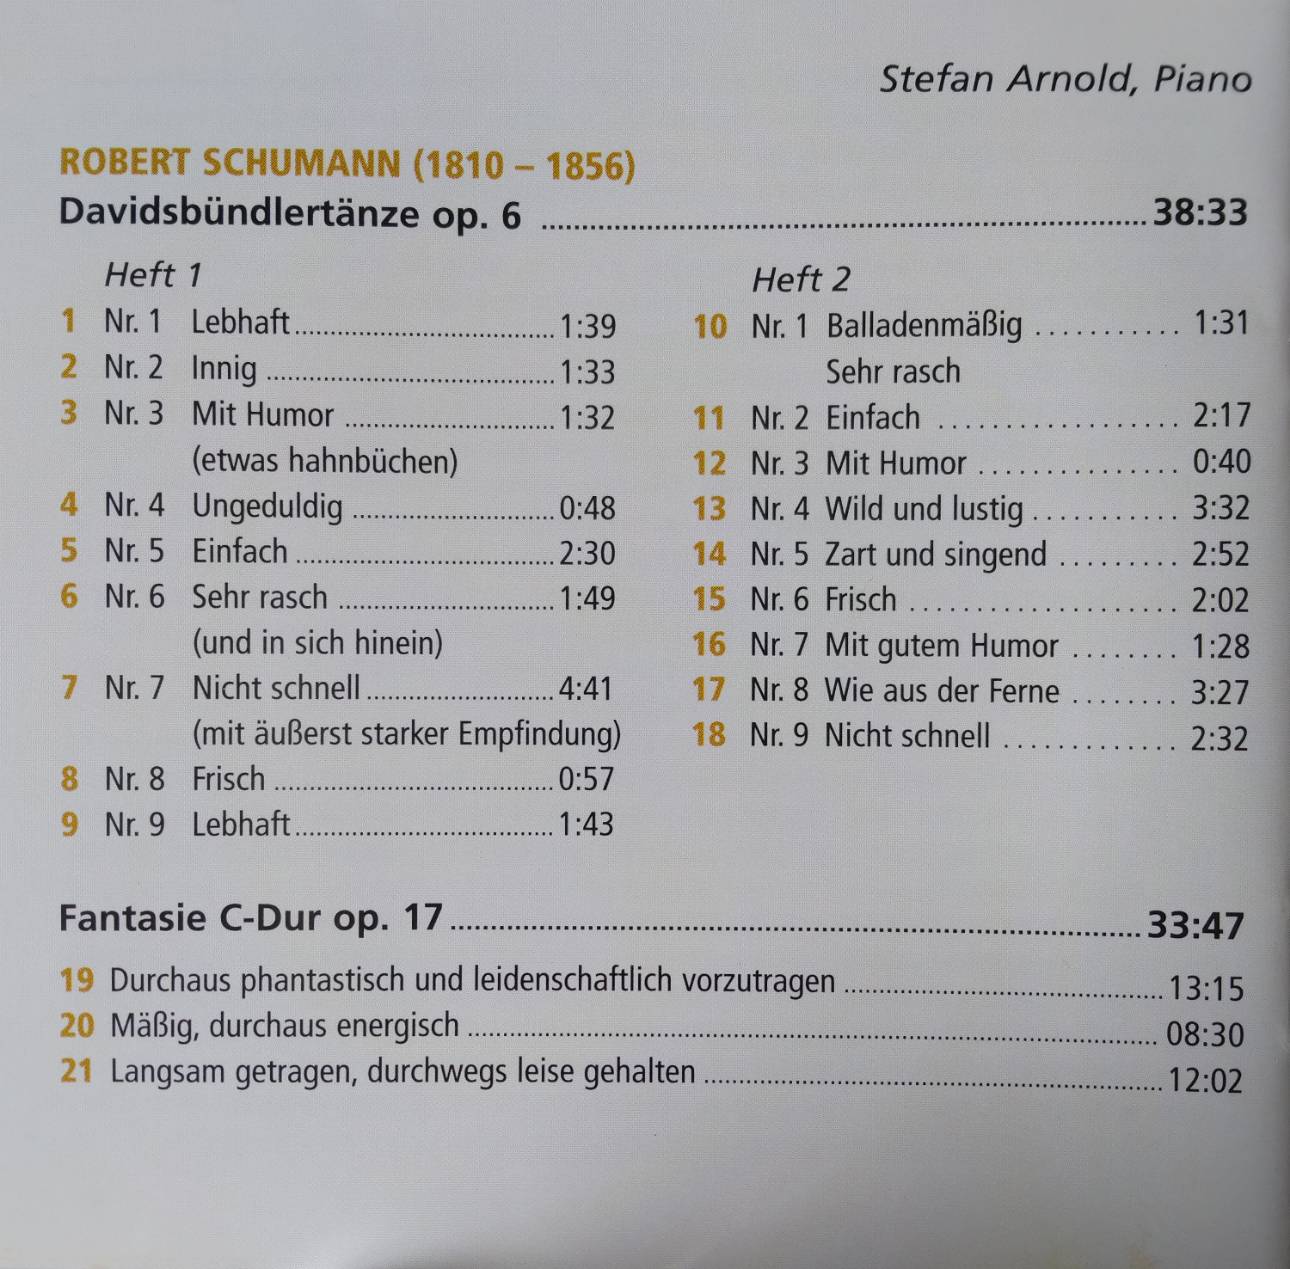 Stefan Arnold, Piano
ROBERT SCHUMANN (1810 – 1856)
Davidsbündlertänze op. 6 38:33
Heft 1
1 Nr. 1 Lebhaft 1:39
2 Nr. 2 Innig 1:33
3 Nr. 3 Mit Humor 1:32
(etwas hahnbüchen)
4 Nr. 4 Ungeduldig 0:48
5 Nr. 5 Einfach 2:30
6 Nr. 6 Sehr rasch 1:49
(und in sich hinein)
7 Nr. 7 Nicht schnell 4:41
(mit äußerst starker Empfindung)
8 Nr. 8 Frisch 0:57
9 Nr. 9 Lebhaft 1:43
Heft 2
10 Nr. 1 Balladenmäßig 1:31
Sehr rasch
11 Nr. 2 Einfach 2:17
12 Nr. 3 Mit Humor 0:40
13 Nr. 4 Wild und lustig 3:32
14 Nr. 5 Zart und singend 2:52
15 Nr. 6 Frisch 2:02
16 Nr. 7 Mit gutem Humor 1:28
17 Nr. 8 Wie aus der Ferne 3:27
18 Nr. 9 Nicht schnell 2:32
Fantasie C-Dur op. 17 33:47
19 Durchaus phantastisch und leidenschaftlich vorzutragen 13:15
20 Mäßig, durchaus energisch 08:30
21 Langsam getragen, durchwegs leise gehalten 12:02